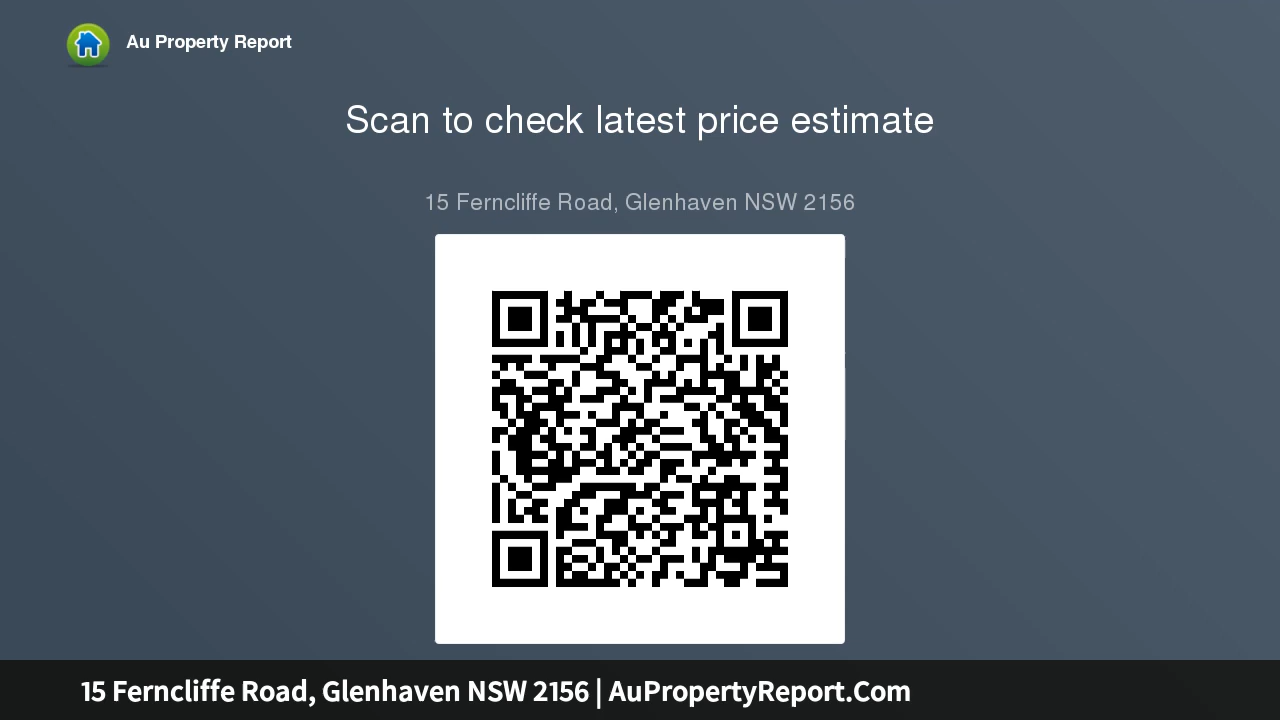 Au Property Report
Scan to check latest price estimate
15 Ferncliffe Road, Glenhaven NSW 2156
15 Ferncliffe Road, Glenhaven NSW 2156 | AuPropertyReport.Com